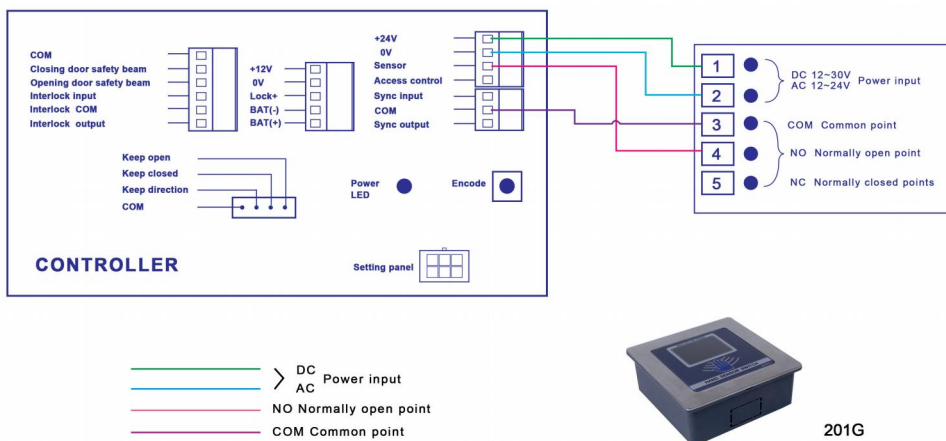 +24V
0V
Sensor
Access control
Sync input
COM
Sync output
COM
Closing door safety beam
Opening door safety beam
Interlock input
Interlock COM
Interlock output
+12V
0V
Lock+
BAT(-)
BAT(+)
Keep open
Keep closed
Keep direction
COM
Power
LED
Encode
CONTROLLER
Setting panel
1
2
3
4
5
DC 12~30V
AC 12~24V
Power input
COM Common point
NO Normally open point
NC Normally closed points
DC
AC
Power input
NO Normally open point
COM Common point
HAND SENSOR SWITCH
201G